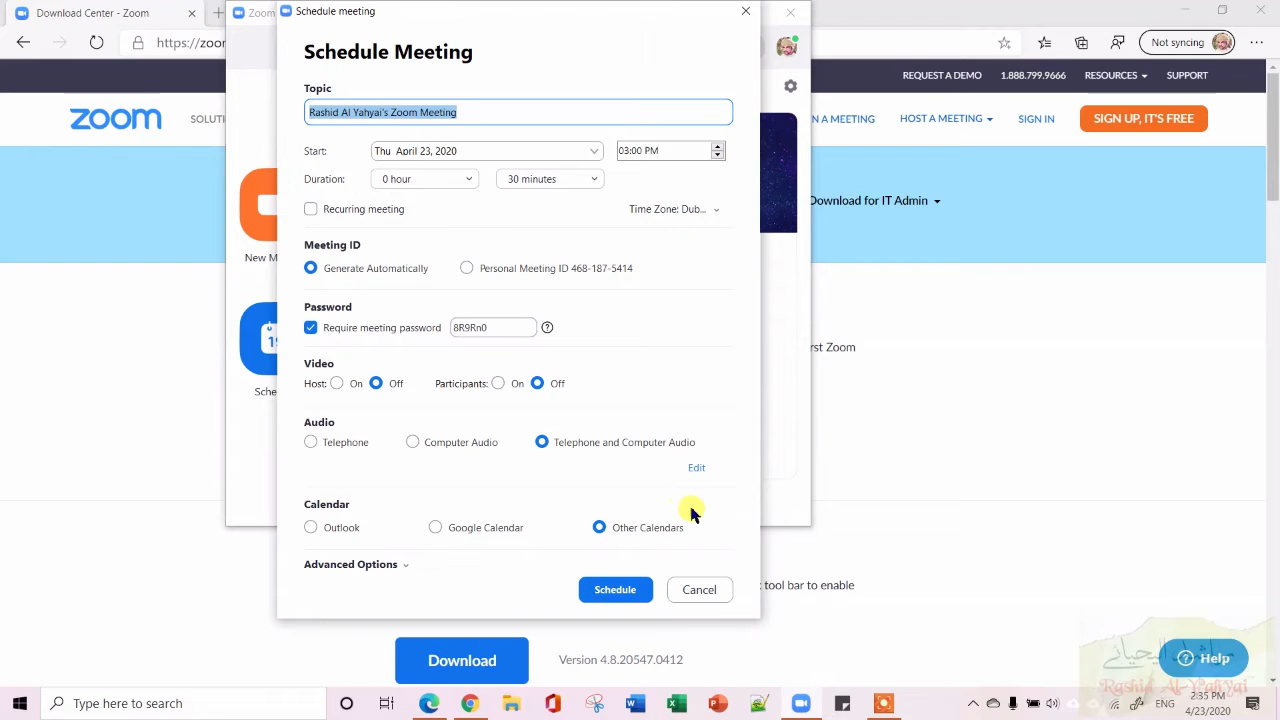 Download Center - Zoom
Zoom
Schedule meeting
https://zoom
Not syncing
Schedule Meeting
REQUEST A DEMO 1.888.799.9666 RESOURCES SUPPORT
Topic
Rashid Al Yahyai's Zoom Meeting
zoom
SOLUTI
N A MEETING HOST A MEETING SIGN IN SIGN UP, IT'S FREE
Start: Thu April 23, 2020 03:00 PM
Duration: 0 hour 30 minutes
Recurring meeting Time Zone: Dub...
Download for IT Admin
Meeting ID
New M
Generate Automatically Personal Meeting ID 468-187-5414
Password
Require meeting password 8R9Rn0
rst Zoom
19
Video
Host: On Off Participants: On Off
Sche
Audio
Telephone Computer Audio Telephone and Computer Audio
Edit
Calendar
Outlook Google Calendar Other Calendars
Advanced Options
Schedule Cancel
t tool bar to enable
Download Version 4.8.20547.0412
Help
Rashid Al-Yahyai
Type here to search
2:35 PM
4/23/2020